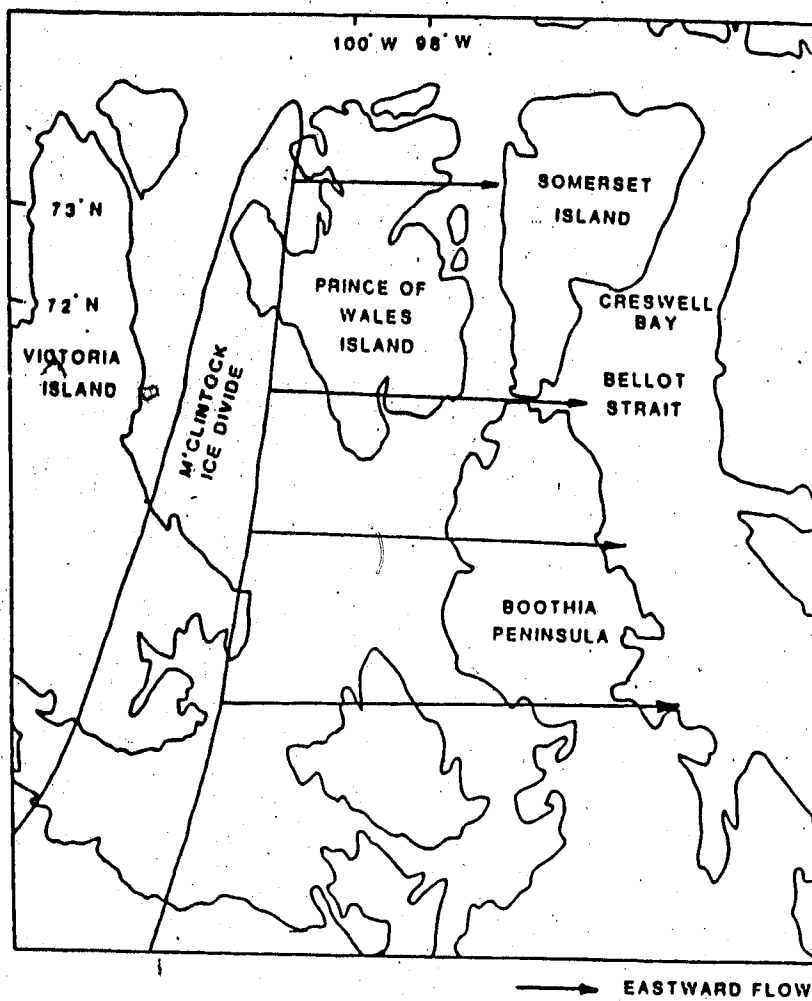 100°W 98°W
SOMERSET
ISLAND
73°N
72°N
PRINCE OF
WALES
ISLAND
CRESWELL
BAY
VICTORIA
ISLAND
M'CLINTOCK
ICE DIVIDE
BELLOT
STRAIT
BOOTHIA
PENINSULA
EASTWARD FLOW